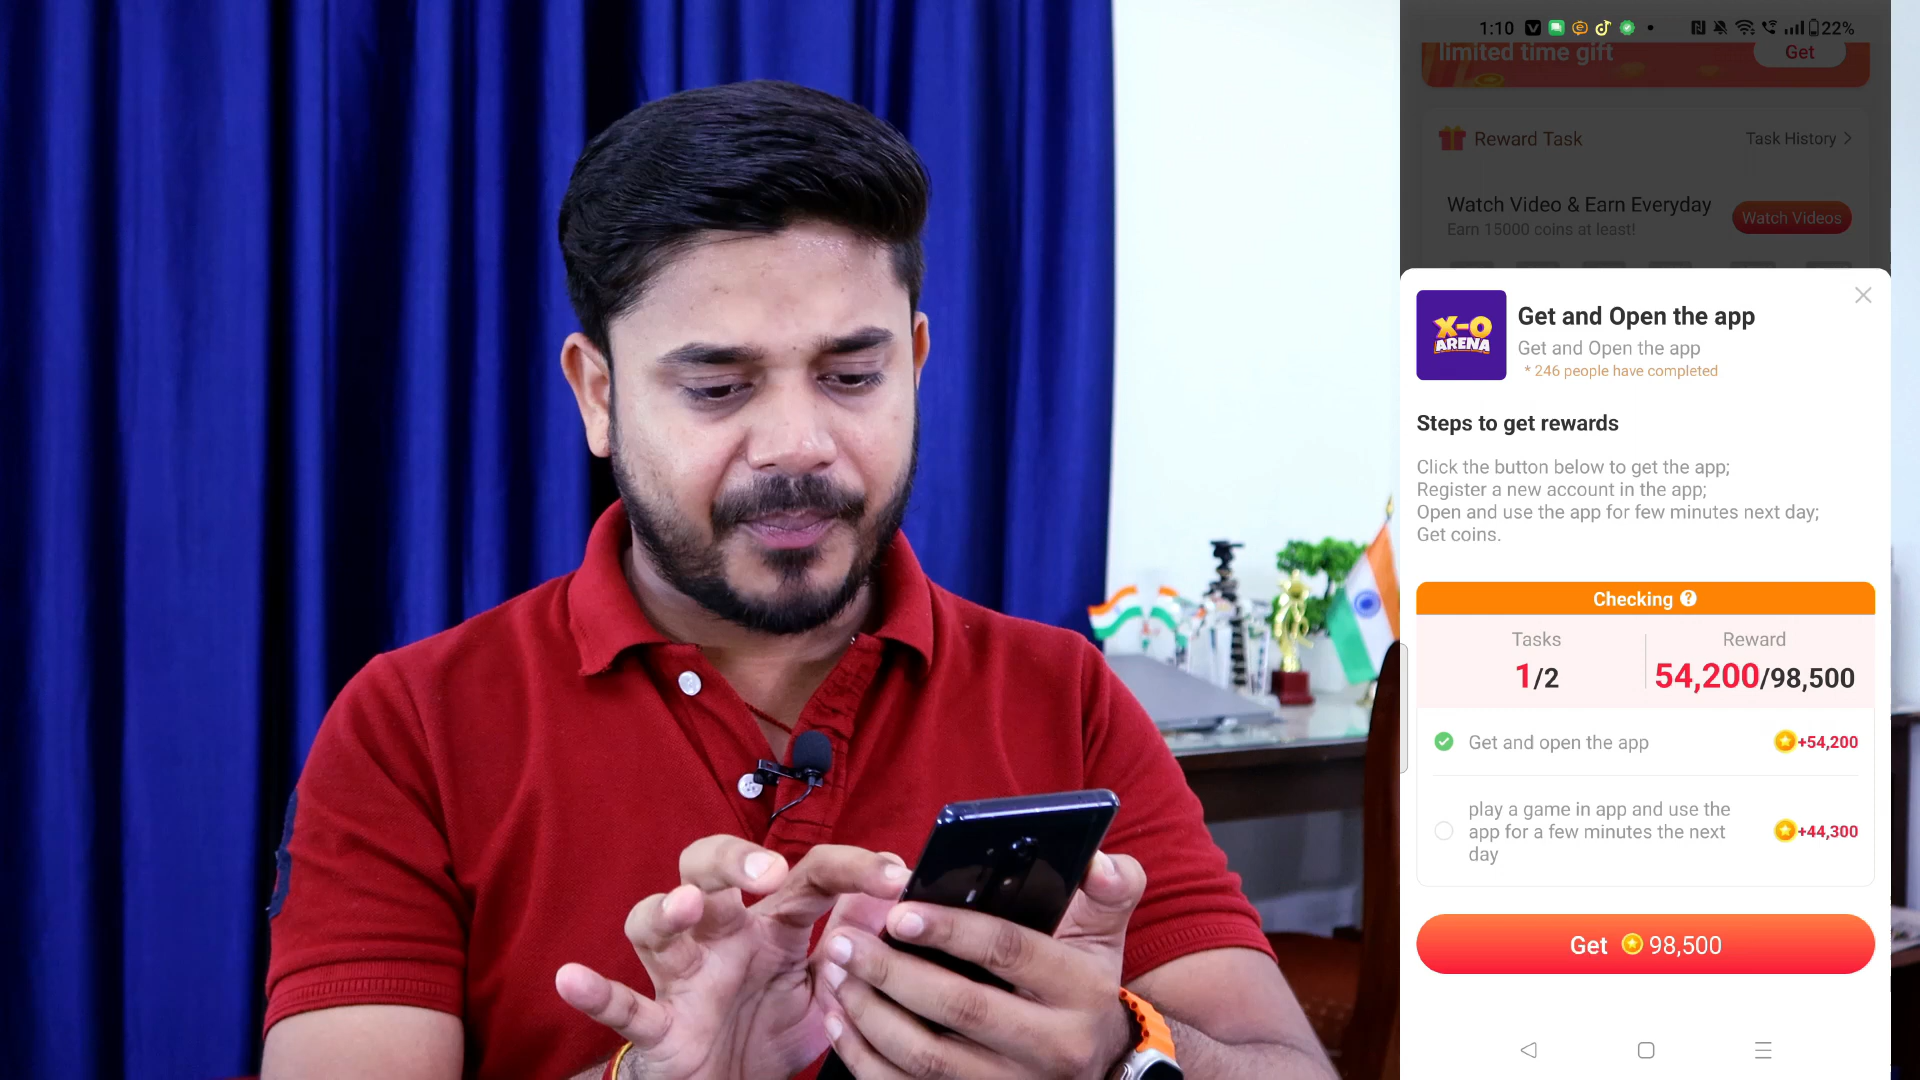 1:10
22%
limited time gift
Get
Reward Task
Task History
Watch Video & Earn Everyday
Earn 15000 coins at least!
Watch Videos
X-O
ARENA
Get and Open the app
Get and Open the app
* 246 people have completed
Steps to get rewards
Click the button below to get the app;
Register a new account in the app;
Open and use the app for few minutes next day;
Get coins.
Checking ?
Tasks
Reward
1/2
54,200/98,500
Get and open the app
+54,200
play a game in app and use the
app for a few minutes the next
day
+44,300
Get 98,500